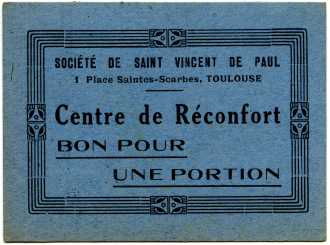 SOCIÉTÉ DE SAINT VINCENT DE PAUL
1 Place Saintes-Scarbes, TOULOUSE
Centre de Réconfort
BON POUR
UNE PORTION